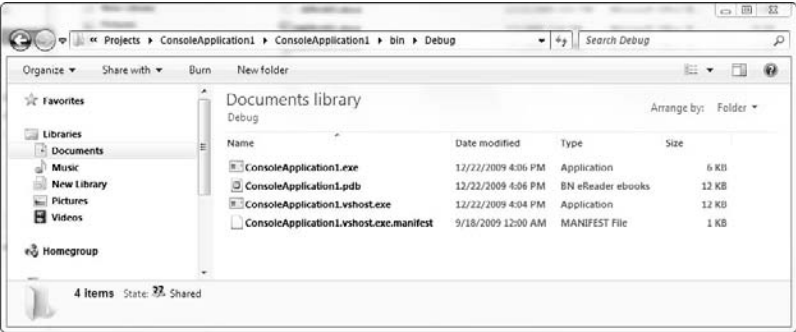 « Projects ▸ ConsoleApplication1 ▸ ConsoleApplication1 ▸ bin ▸ Debug
Search Debug
Organize ▾ Share with ▾ Burn New folder
Favorites
Libraries
Documents
Music
New Library
Pictures
Videos
Homegroup
Documents library
Debug
Arrange by: Folder ▾
Name Date modified Type Size
ConsoleApplication1.exe 12/22/2009 4:06 PM Application 6 KB
ConsoleApplication1.pdb 12/22/2009 4:06 PM BN eReader ebooks 12 KB
ConsoleApplication1.vshost.exe 12/22/2009 4:04 PM Application 12 KB
ConsoleApplication1.vshost.exe.manifest 9/18/2009 12:00 AM MANIFEST File 1 KB
4 items State: Shared